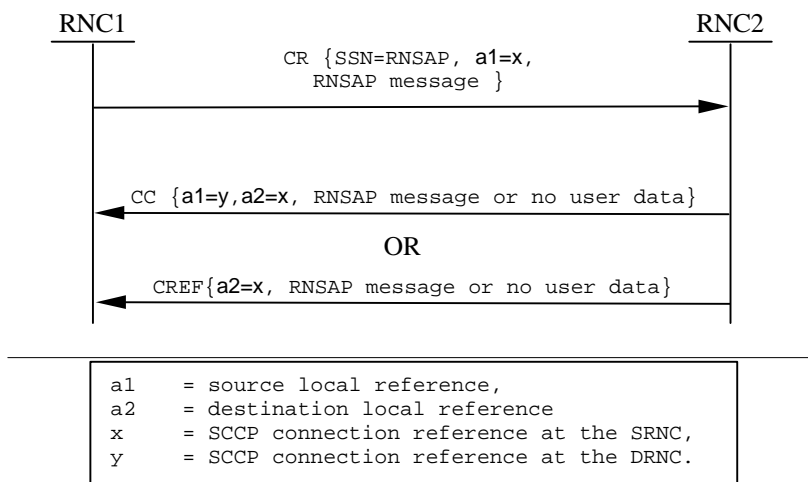 RNC1
RNC2
CR {SSN=RNSAP, a1=x,
RNSAP message }
CC {a1=y,a2=x, RNSAP message or no user data}
OR
CREF{a2=x, RNSAP message or no user data}
a1 = source local reference,
a2 = destination local reference
x = SCCP connection reference at the SRNC,
y = SCCP connection reference at the DRNC.